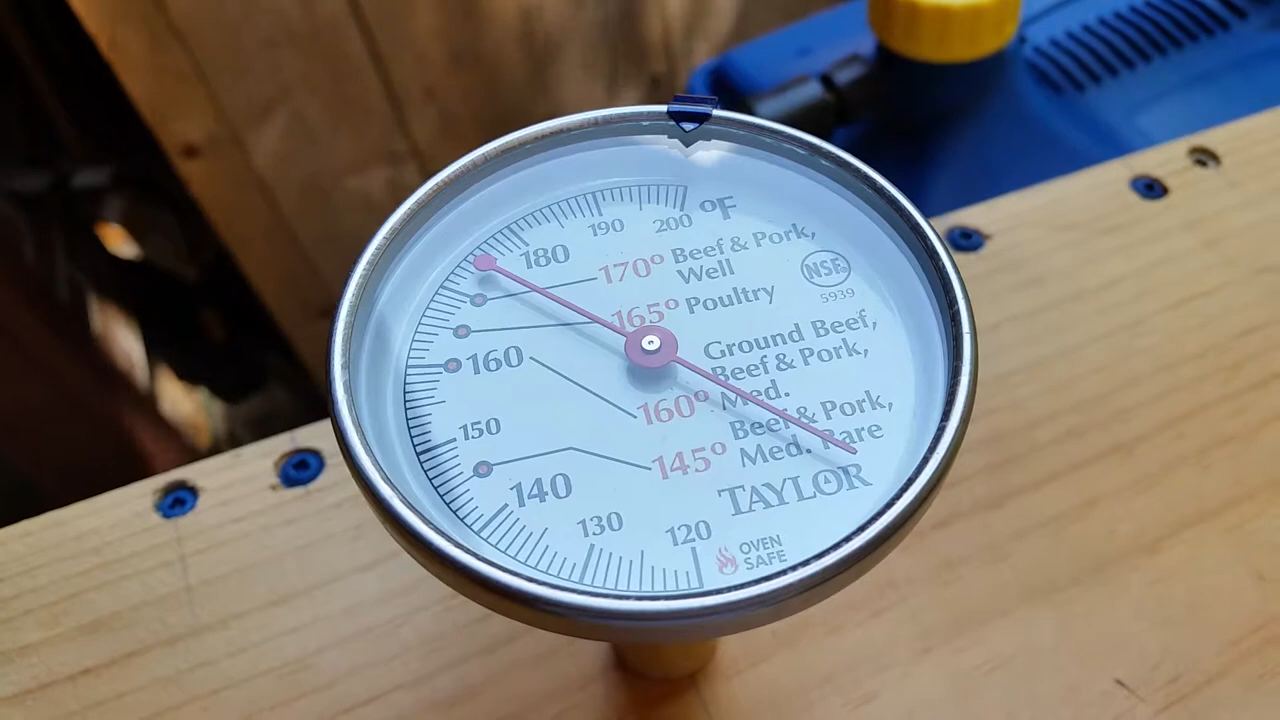 200 °F
190
180
170° Beef & Pork,
Well
NSF®
5939
165° Poultry
160
Ground Beef,
160° Beef & Pork,
Med.
150
145° Beef & Pork,
Med. Rare
140
130
120
TAYLOR
OVEN
SAFE